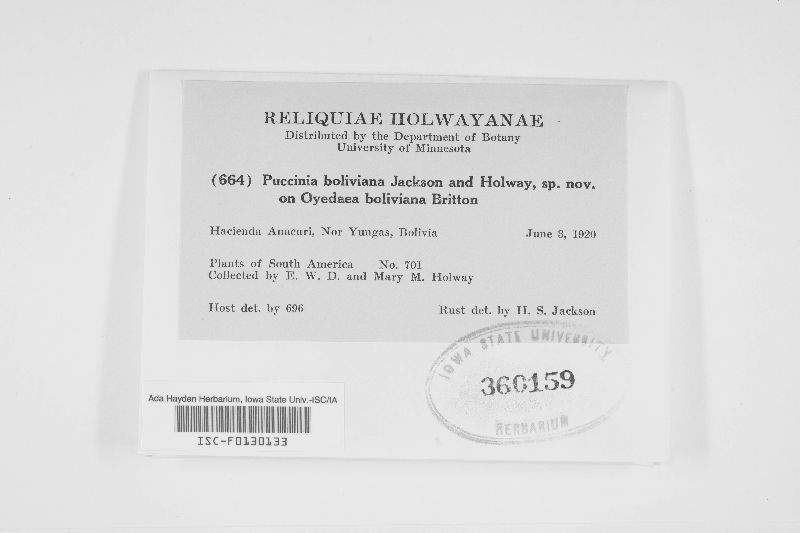 RELIQUIAE HOLWAYANAE
Distributed by the Department of Botany
University of Minnesota
(664) Puccinia boliviana Jackson and Holway, sp. nov.
on Oyedaea boliviana Britton
Hacienda Anacuri, Nor Yungas, Bolivia June 3, 1920
Plants of South America No. 701
Collected by E. W. D. and Mary M. Holway
Host det. by 696 Rust det. by H. S. Jackson
IOWA STATE UNIVERSITY
360159
HERBARIUM
Ada Hayden Herbarium, Iowa State Univ.-ISC/IA
ISC-F0130133